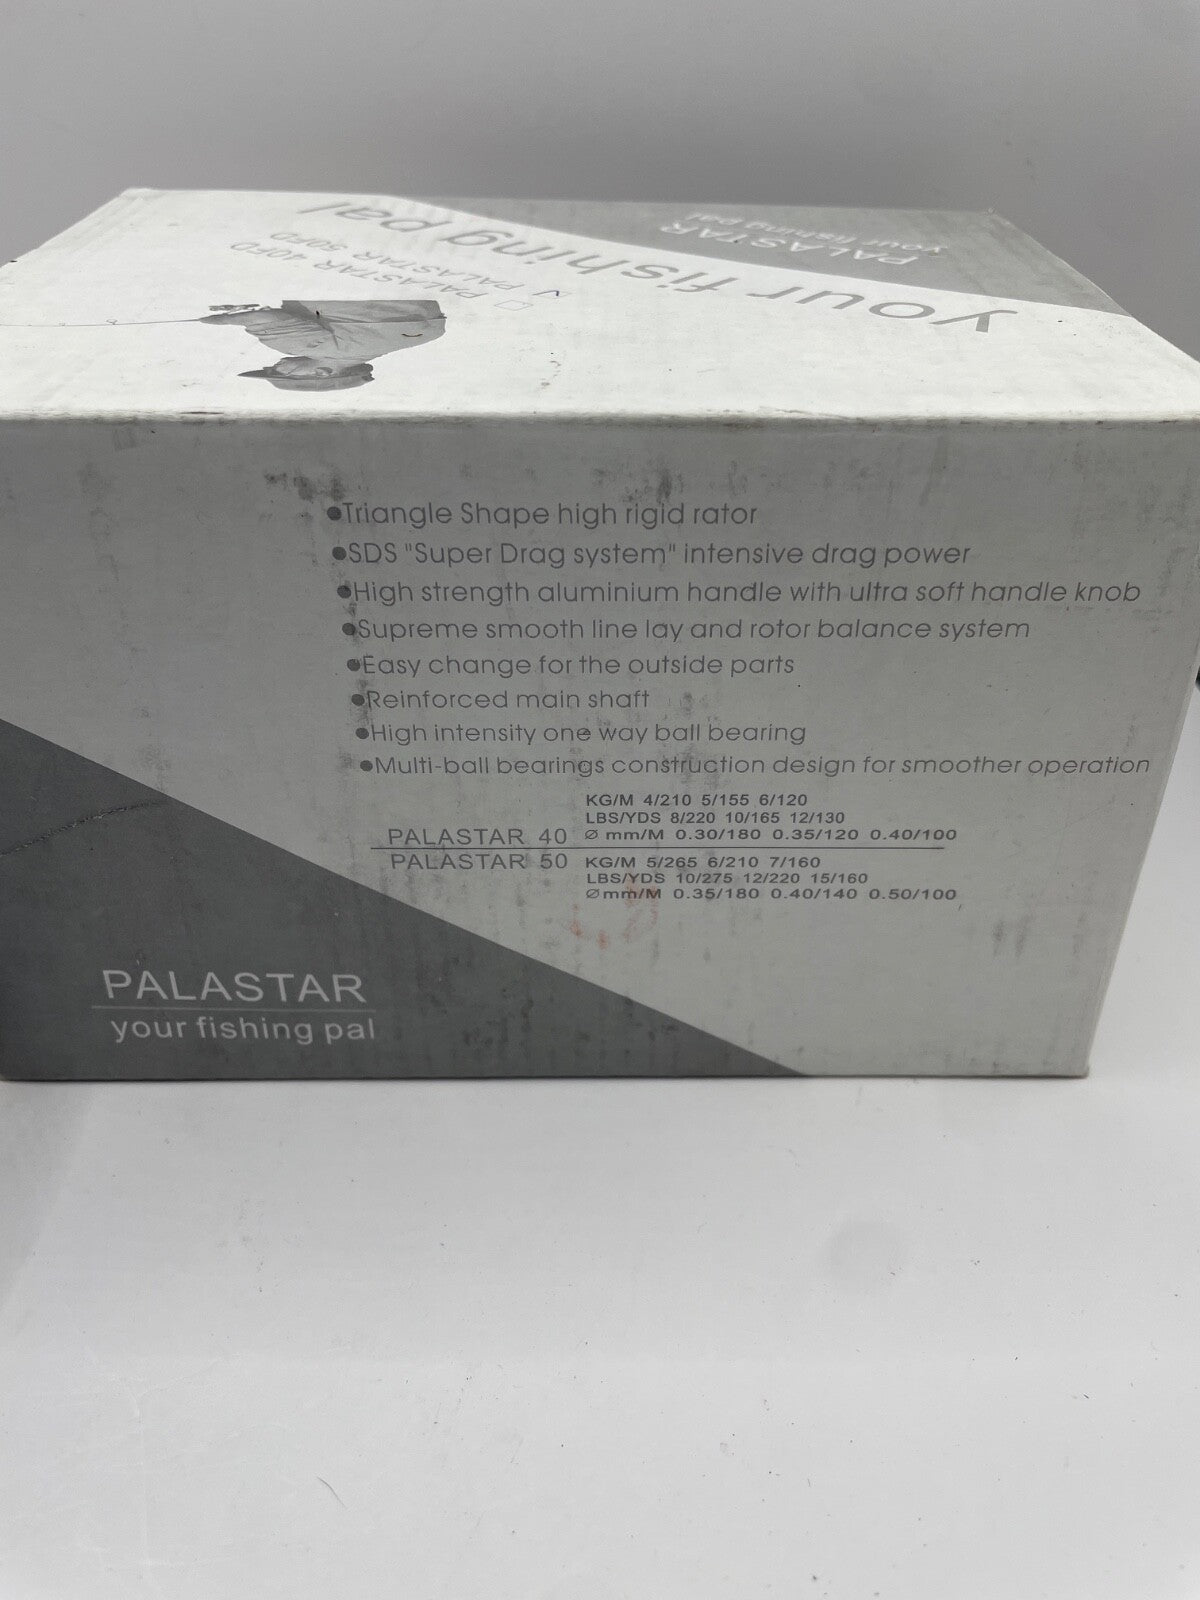 PALASTAR
your fishing pal
your fishing pal
PALASTAR 40FD
PALASTAR 50FD
●Triangle Shape high rigid rator
●SDS "Super Drag system" intensive drag power
●High strength aluminium handle with ultra soft handle knob
●Supreme smooth line lay and rotor balance system
●Easy change for the outside parts
●Reinforced main shaft
●High intensity one way ball bearing
●Multi-ball bearings construction design for smoother operation
KG/M 4/210 5/155 6/120
LBS/YDS 8/220 10/165 12/130
PALASTAR 40 Ø mm/M 0.30/180 0.35/120 0.40/100
PALASTAR 50 KG/M 5/265 6/210 7/160
LBS/YDS 10/275 12/220 15/160
Ø mm/M 0.35/180 0.40/140 0.50/100
PALASTAR
your fishing pal